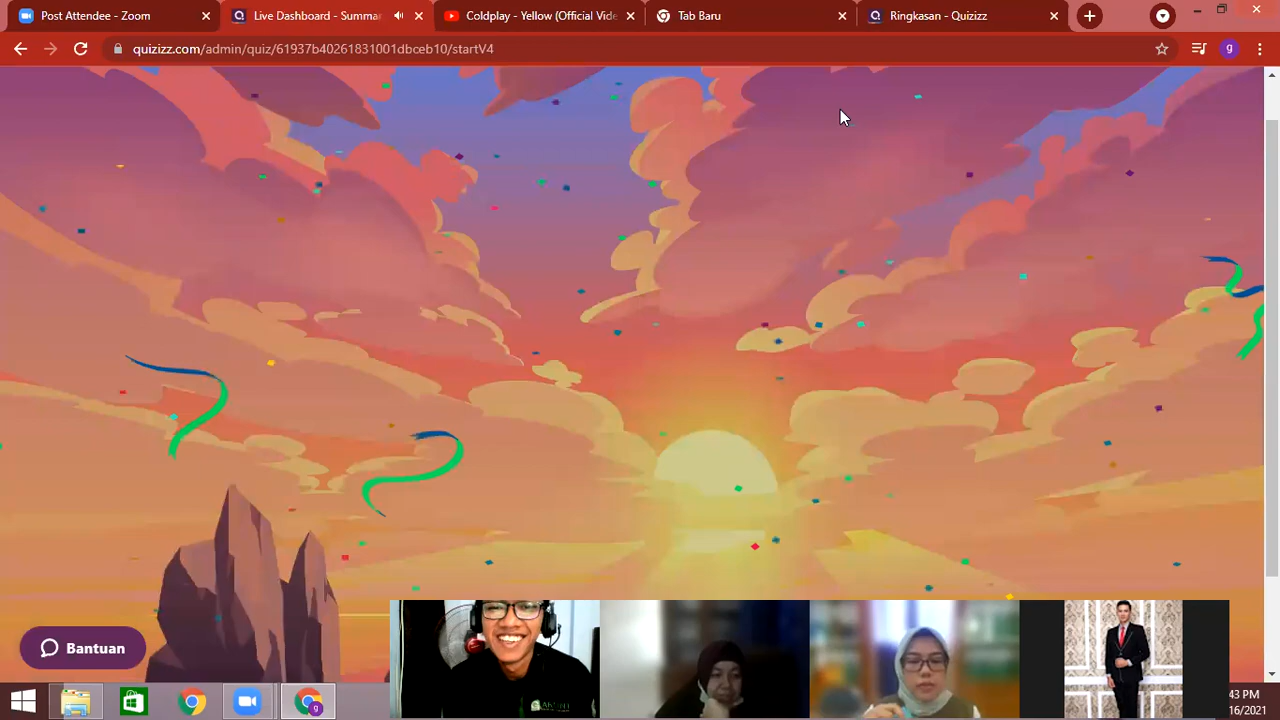 Post Attendee - Zoom
Live Dashboard - Summar
Coldplay - Yellow (Official Vide
Tab Baru
Ringkasan - Quizizz
quizizz.com/admin/quiz/61937b40261831001dbceb10/startV4
g
Bantuan
g
:43 PM
/16/2021